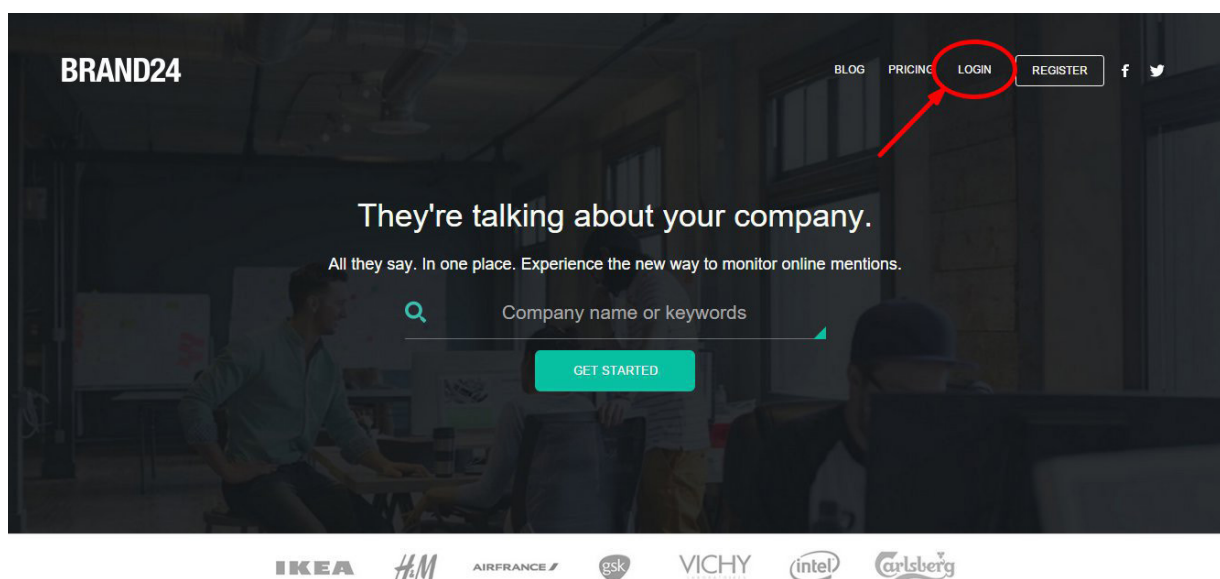 BRAND24
BLOG PRICING LOGIN REGISTER f
They're talking about your company.
All they say. In one place. Experience the new way to monitor online mentions.
Company name or keywords
GET STARTED
IKEA H&M AIRFRANCE gsk VICHY (intel) Carlsberg